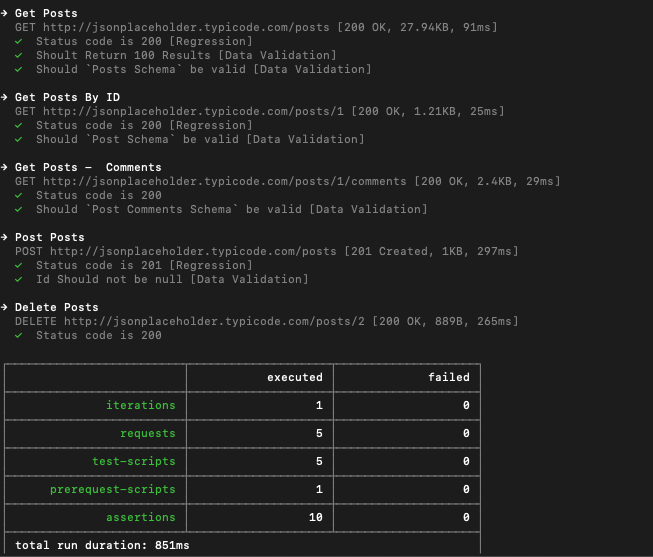 → Get Posts
GET http://jsonplaceholder.typicode.com/posts [200 OK, 27.94KB, 91ms]
✓ Status code is 200 [Regression]
✓ Shoult Return 100 Results [Data Validation]
✓ Should `Posts Schema` be valid [Data Validation]
→ Get Posts By ID
GET http://jsonplaceholder.typicode.com/posts/1 [200 OK, 1.21KB, 25ms]
✓ Status code is 200 [Regression]
✓ Should `Post Schema` be valid [Data Validation]
→ Get Posts – Comments
GET http://jsonplaceholder.typicode.com/posts/1/comments [200 OK, 2.4KB, 29ms]
✓ Status code is 200
✓ Should `Post Comments Schema` be valid [Data Validation]
→ Post Posts
POST http://jsonplaceholder.typicode.com/posts [201 Created, 1KB, 297ms]
✓ Status code is 201 [Regression]
✓ Id Should not be null [Data Validation]
→ Delete Posts
DELETE http://jsonplaceholder.typicode.com/posts/2 [200 OK, 889B, 265ms]
✓ Status code is 200
executed failed
iterations 1 0
requests 5 0
test-scripts 5 0
prerequest-scripts 1 0
assertions 10 0
total run duration: 851ms